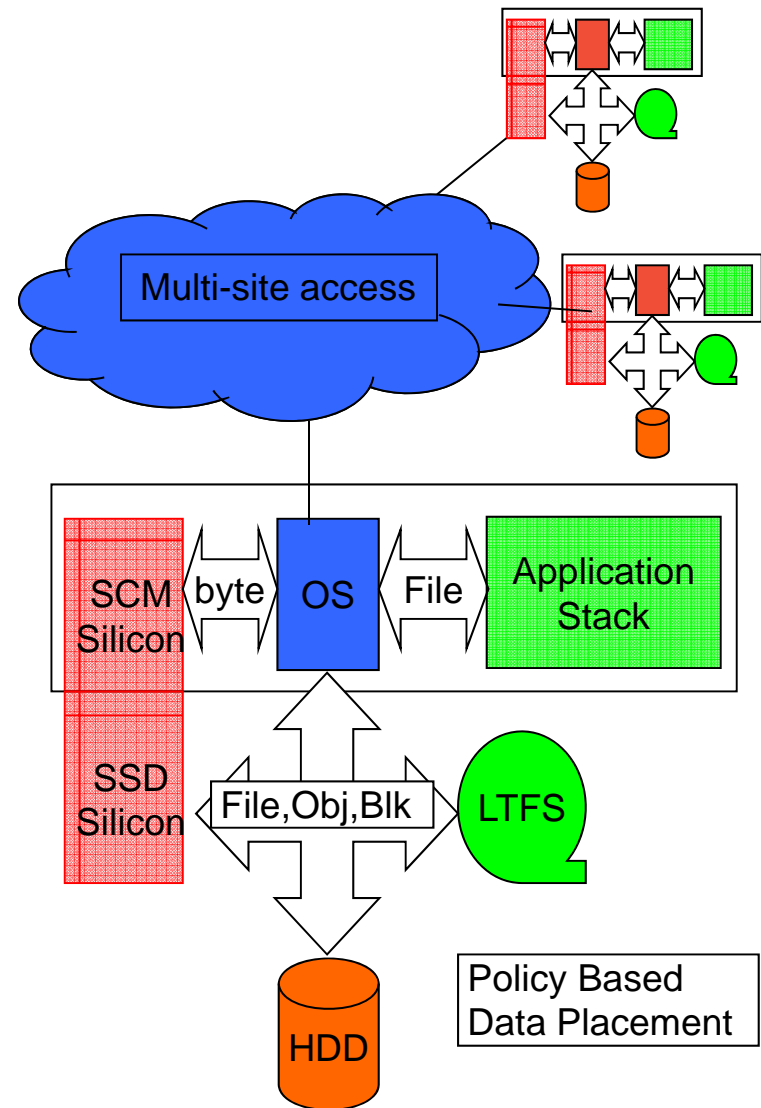 Multi-site access
SCM
Silicon
byte
OS
File
Application
Stack
SSD
Silicon
File,Obj,Blk
LTFS
HDD
Policy Based
Data Placement